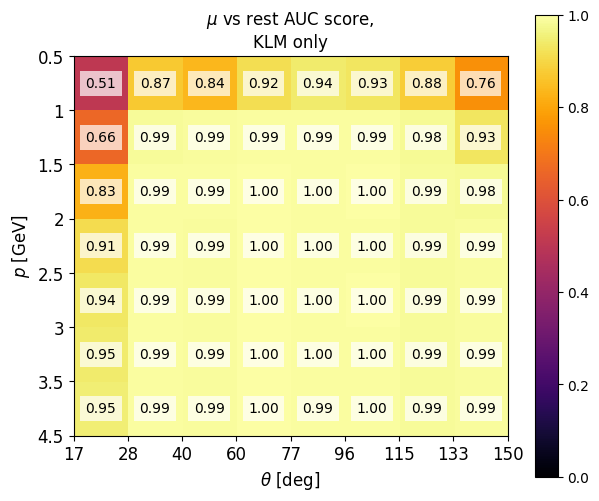 μ vs rest AUC score,
KLM only
0.5
1
1.5
2
2.5
3
3.5
4.5
p [GeV]
0.51 0.87 0.84 0.92 0.94 0.93 0.88 0.76
0.66 0.99 0.99 0.99 0.99 0.99 0.98 0.93
0.83 0.99 0.99 1.00 1.00 1.00 0.99 0.98
0.91 0.99 0.99 1.00 1.00 1.00 0.99 0.99
0.94 0.99 0.99 1.00 1.00 1.00 0.99 0.99
0.95 0.99 0.99 1.00 1.00 1.00 0.99 0.99
0.95 0.99 0.99 1.00 0.99 1.00 0.99 0.99
17 28 40 60 77 96 115 133 150
θ [deg]
1.0
0.8
0.6
0.4
0.2
0.0